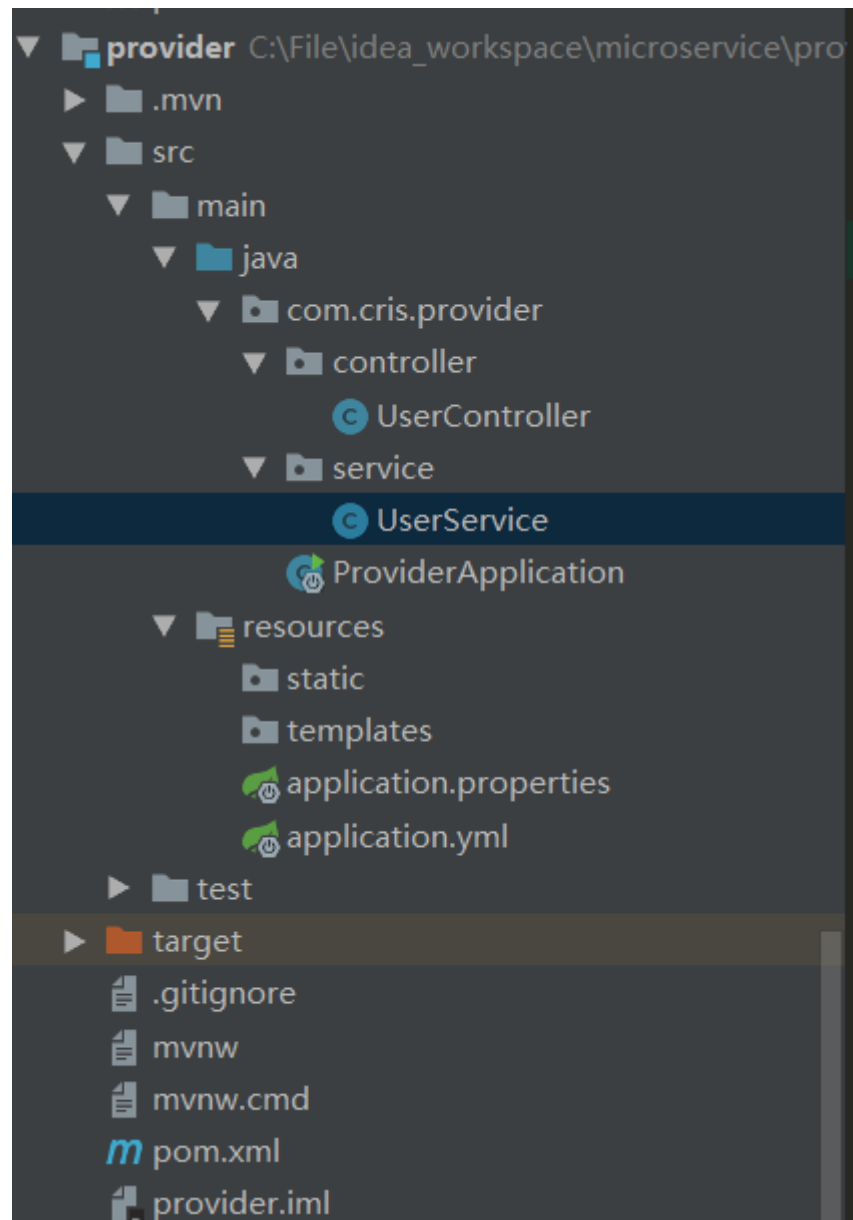 provider C:\File\idea_workspace\microservice\pro
.mvn
src
main
java
com.cris.provider
controller
UserController
service
UserService
ProviderApplication
resources
static
templates
application.properties
application.yml
test
target
.gitignore
mvnw
mvnw.cmd
pom.xml
provider.iml